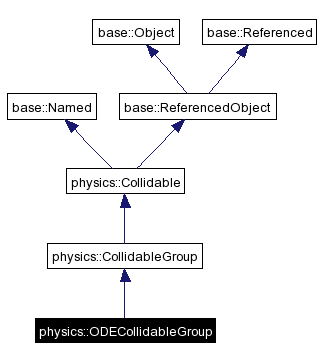 base::Object
base::Referenced
base::Named
base::ReferencedObject
physics::Collidable
physics::CollidableGroup
physics::ODECollidableGroup